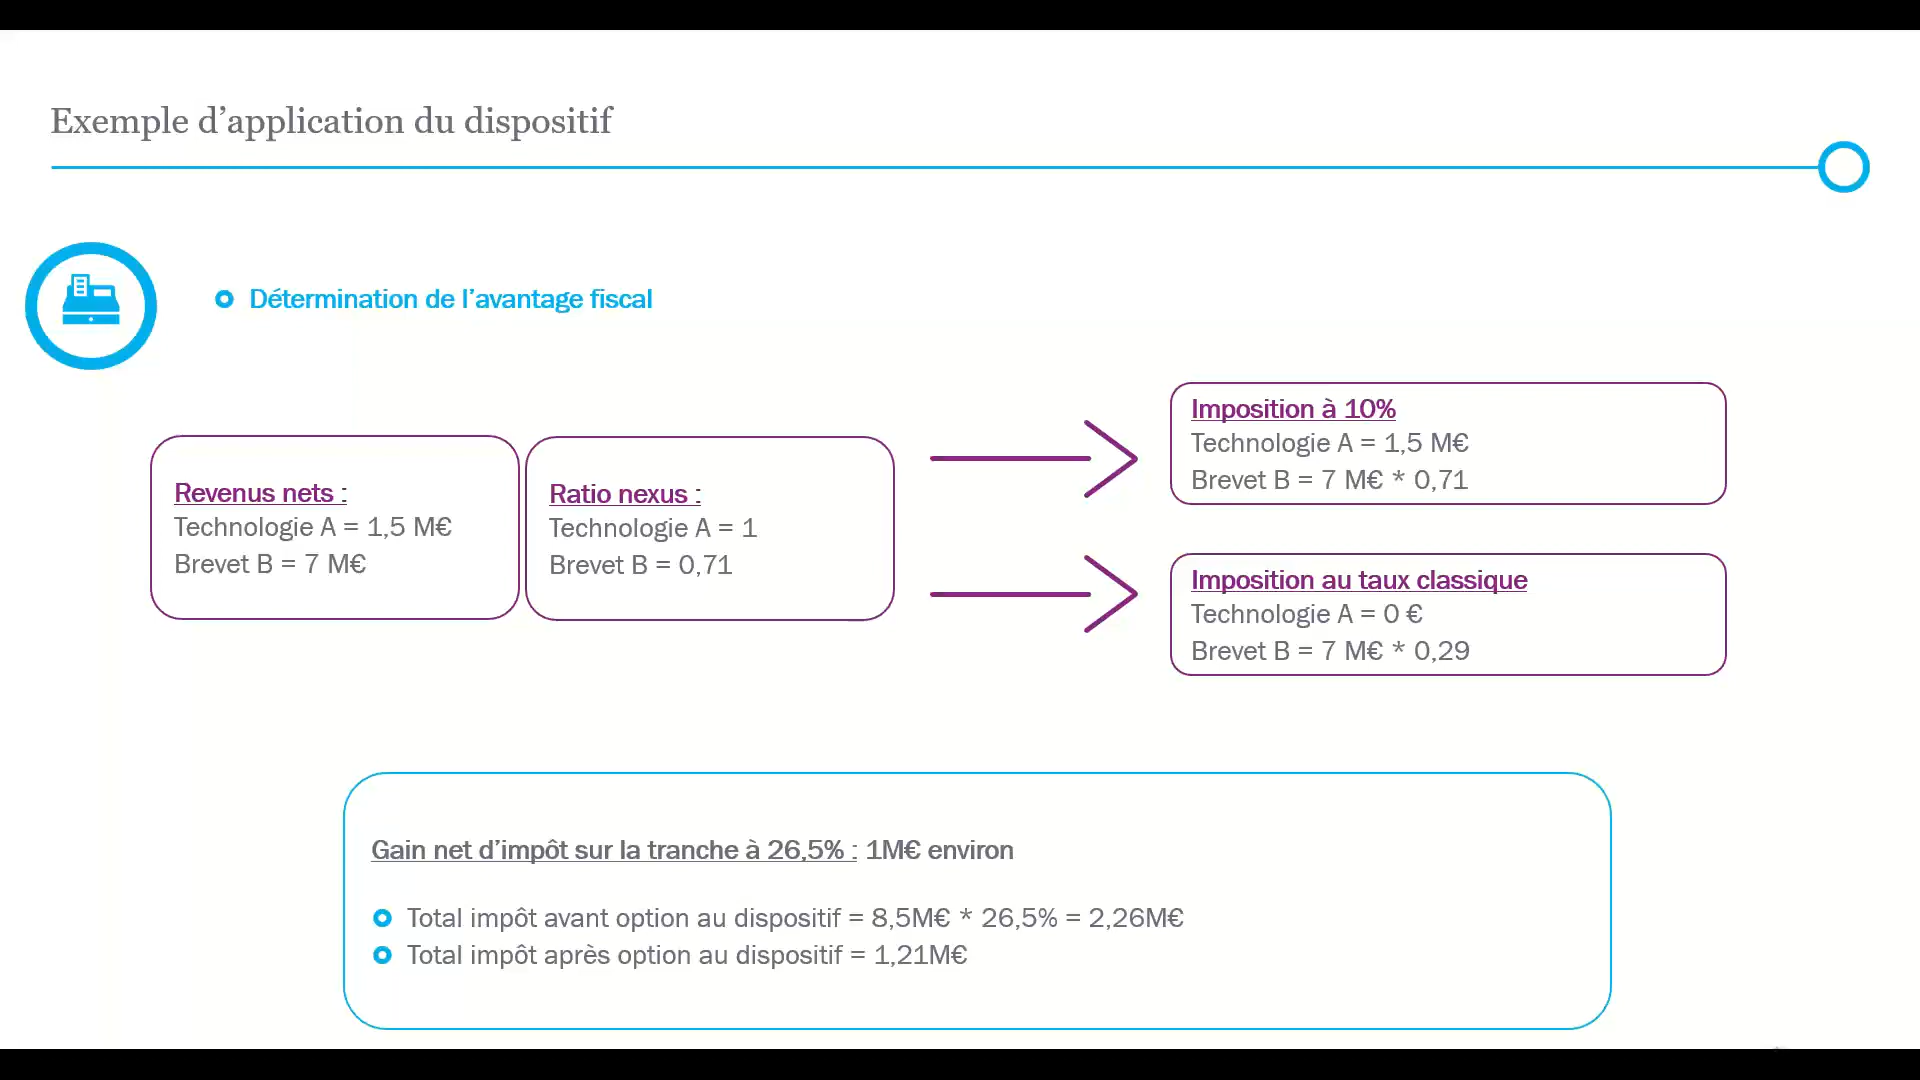 Exemple d’application du dispositif
Détermination de l’avantage fiscal
Revenus nets :
Technologie A = 1,5 M€
Brevet B = 7 M€
Ratio nexus :
Technologie A = 1
Brevet B = 0,71
Imposition à 10%
Technologie A = 1,5 M€
Brevet B = 7 M€ * 0,71
Imposition au taux classique
Technologie A = 0 €
Brevet B = 7 M€ * 0,29
Gain net d’impôt sur la tranche à 26,5% : 1M€ environ
Total impôt avant option au dispositif = 8,5M€ * 26,5% = 2,26M€
Total impôt après option au dispositif = 1,21M€